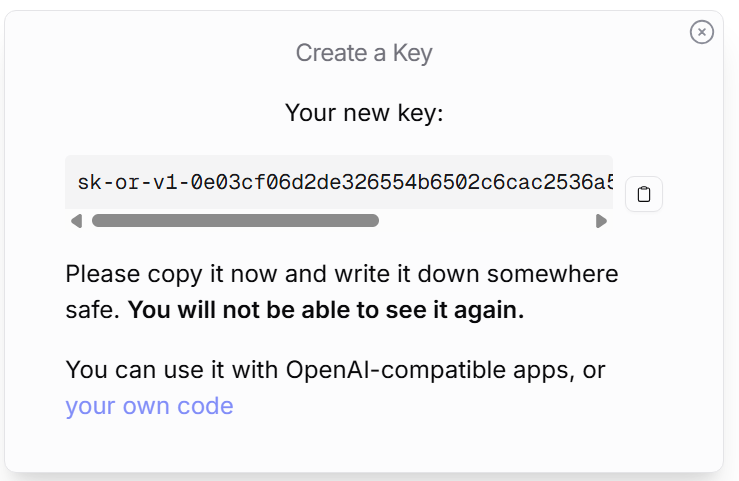 Create a Key
Your new key:
sk-or-v1-0e03cf06d2de326554b6502c6cac2536a5
Please copy it now and write it down somewhere
safe. You will not be able to see it again.
You can use it with OpenAI-compatible apps, or
your own code